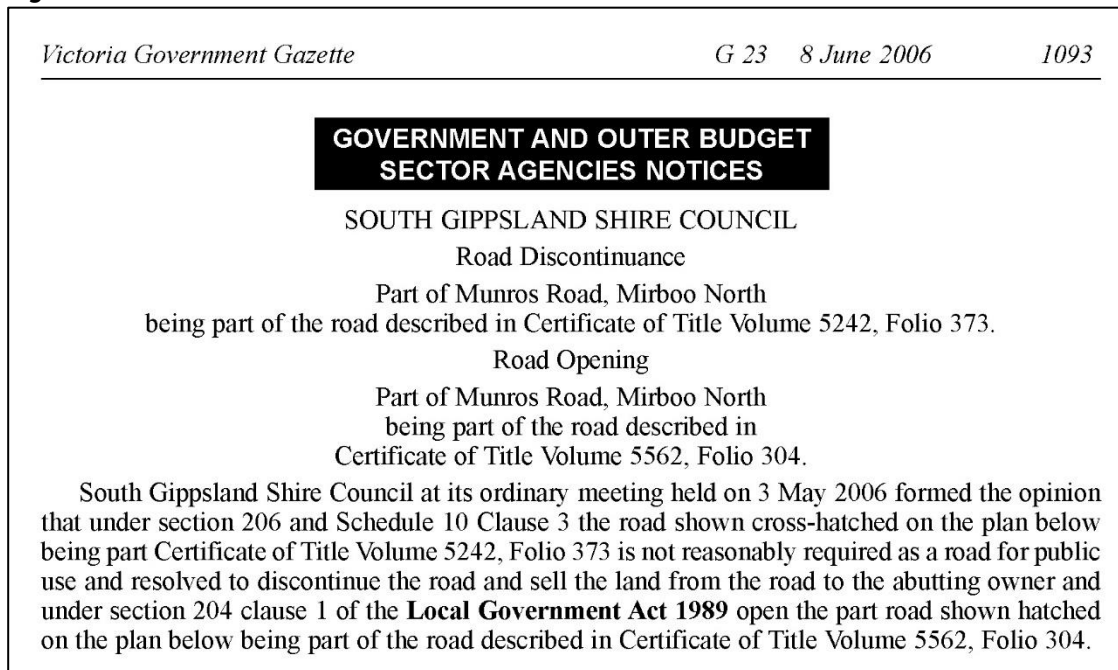 Victoria Government Gazette G 23 8 June 2006 1093
GOVERNMENT AND OUTER BUDGET
SECTOR AGENCIES NOTICES
SOUTH GIPPSLAND SHIRE COUNCIL
Road Discontinuance
Part of Munros Road, Mirboo North
being part of the road described in Certificate of Title Volume 5242, Folio 373.
Road Opening
Part of Munros Road, Mirboo North
being part of the road described in
Certificate of Title Volume 5562, Folio 304.
South Gippsland Shire Council at its ordinary meeting held on 3 May 2006 formed the opinion
that under section 206 and Schedule 10 Clause 3 the road shown cross-hatched on the plan below
being part Certificate of Title Volume 5242, Folio 373 is not reasonably required as a road for public
use and resolved to discontinue the road and sell the land from the road to the abutting owner and
under section 204 clause 1 of the Local Government Act 1989 open the part road shown hatched
on the plan below being part of the road described in Certificate of Title Volume 5562, Folio 304.